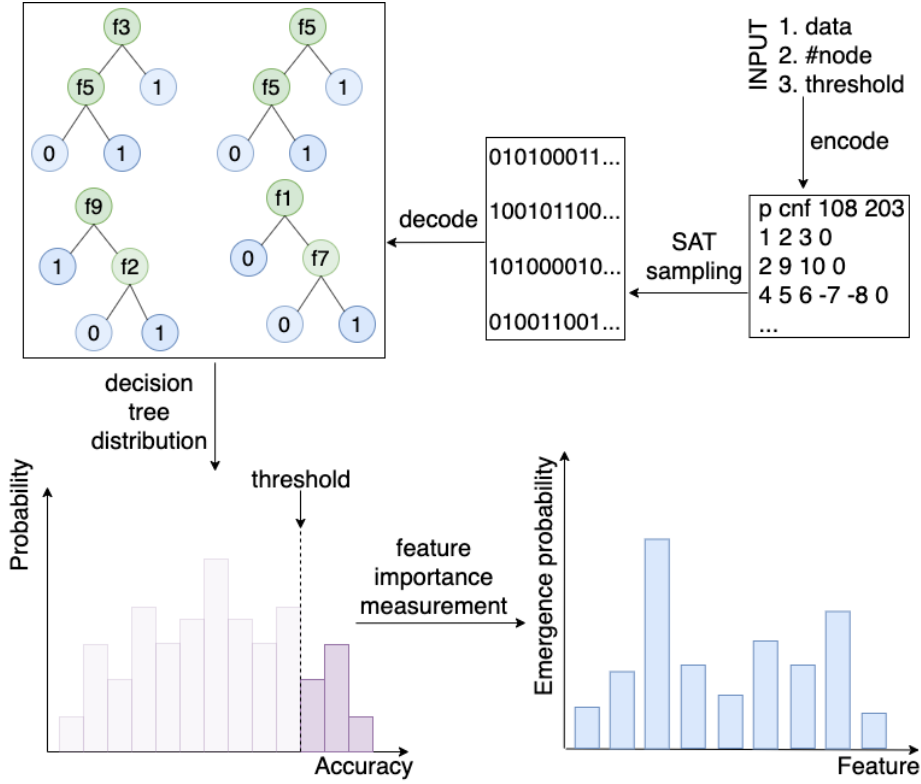 f3
f5
1
0
1
f5
f5
1
0
1
f9
1
f2
0
1
f1
0
f7
0
1
decode
010100011...
100101100...
101000010...
010011001...
SAT
sampling
INPUT
1. data
2. #node
3. threshold
encode
p cnf 108 203
1 2 3 0
2 9 10 0
4 5 6 -7 -8 0
...
decision
tree
distribution
Probability
threshold
Accuracy
feature
importance
measurement
Emergence probability
Feature